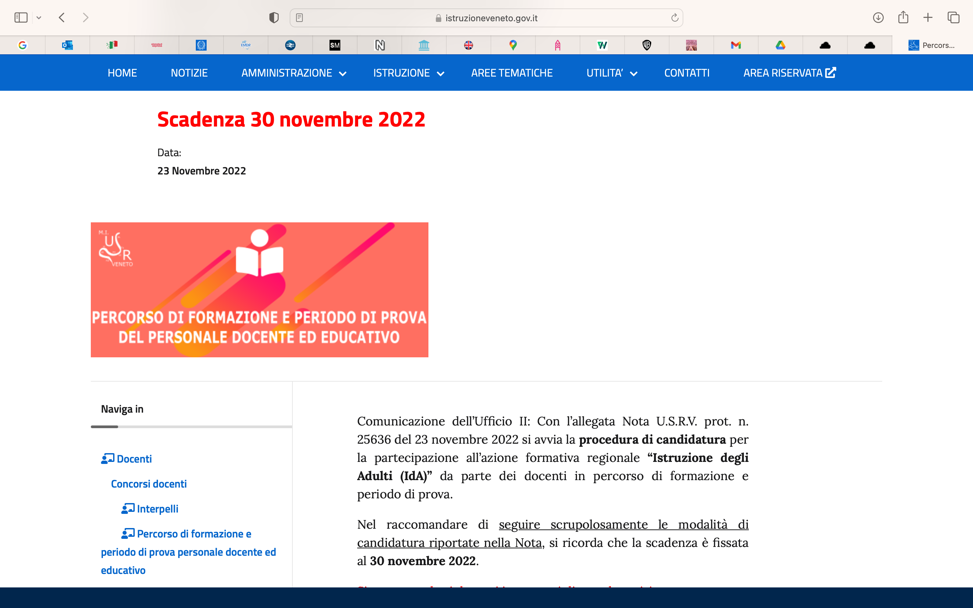 istruzioneveneto.gov.it
G
SM
N
W
Percors...
HOME
NOTIZIE
AMMINISTRAZIONE
ISTRUZIONE
AREE TEMATICHE
UTILITA’
CONTATTI
AREA RISERVATA
Scadenza 30 novembre 2022
Data:
23 Novembre 2022
M.I.
USR
VENETO
PERCORSO DI FORMAZIONE E PERIODO DI PROVA
DEL PERSONALE DOCENTE ED EDUCATIVO
Naviga in
Docenti
Concorsi docenti
Interpelli
Percorso di formazione e
periodo di prova personale docente ed
educativo
Comunicazione dell’Ufficio II: Con l’allegata Nota U.S.R.V. prot. n.
25636 del 23 novembre 2022 si avvia la procedura di candidatura per
la partecipazione all’azione formativa regionale “Istruzione degli
Adulti (IdA)” da parte dei docenti in percorso di formazione e
periodo di prova.
Nel raccomandare di seguire scrupolosamente le modalità di
candidatura riportate nella Nota, si ricorda che la scadenza è fissata
al 30 novembre 2022.